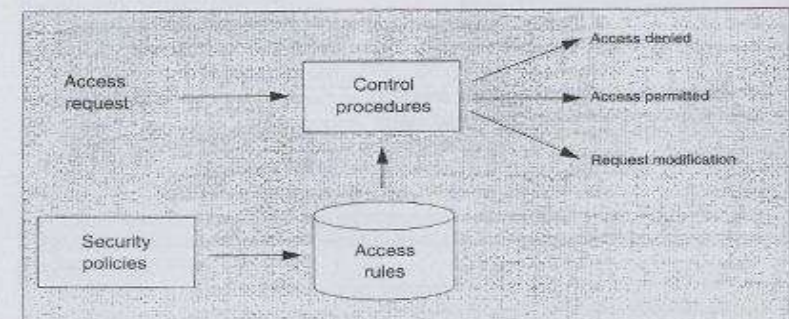 Access
request
Control
procedures
Access denied
Access permitted
Request modification
Security
policies
Access
rules